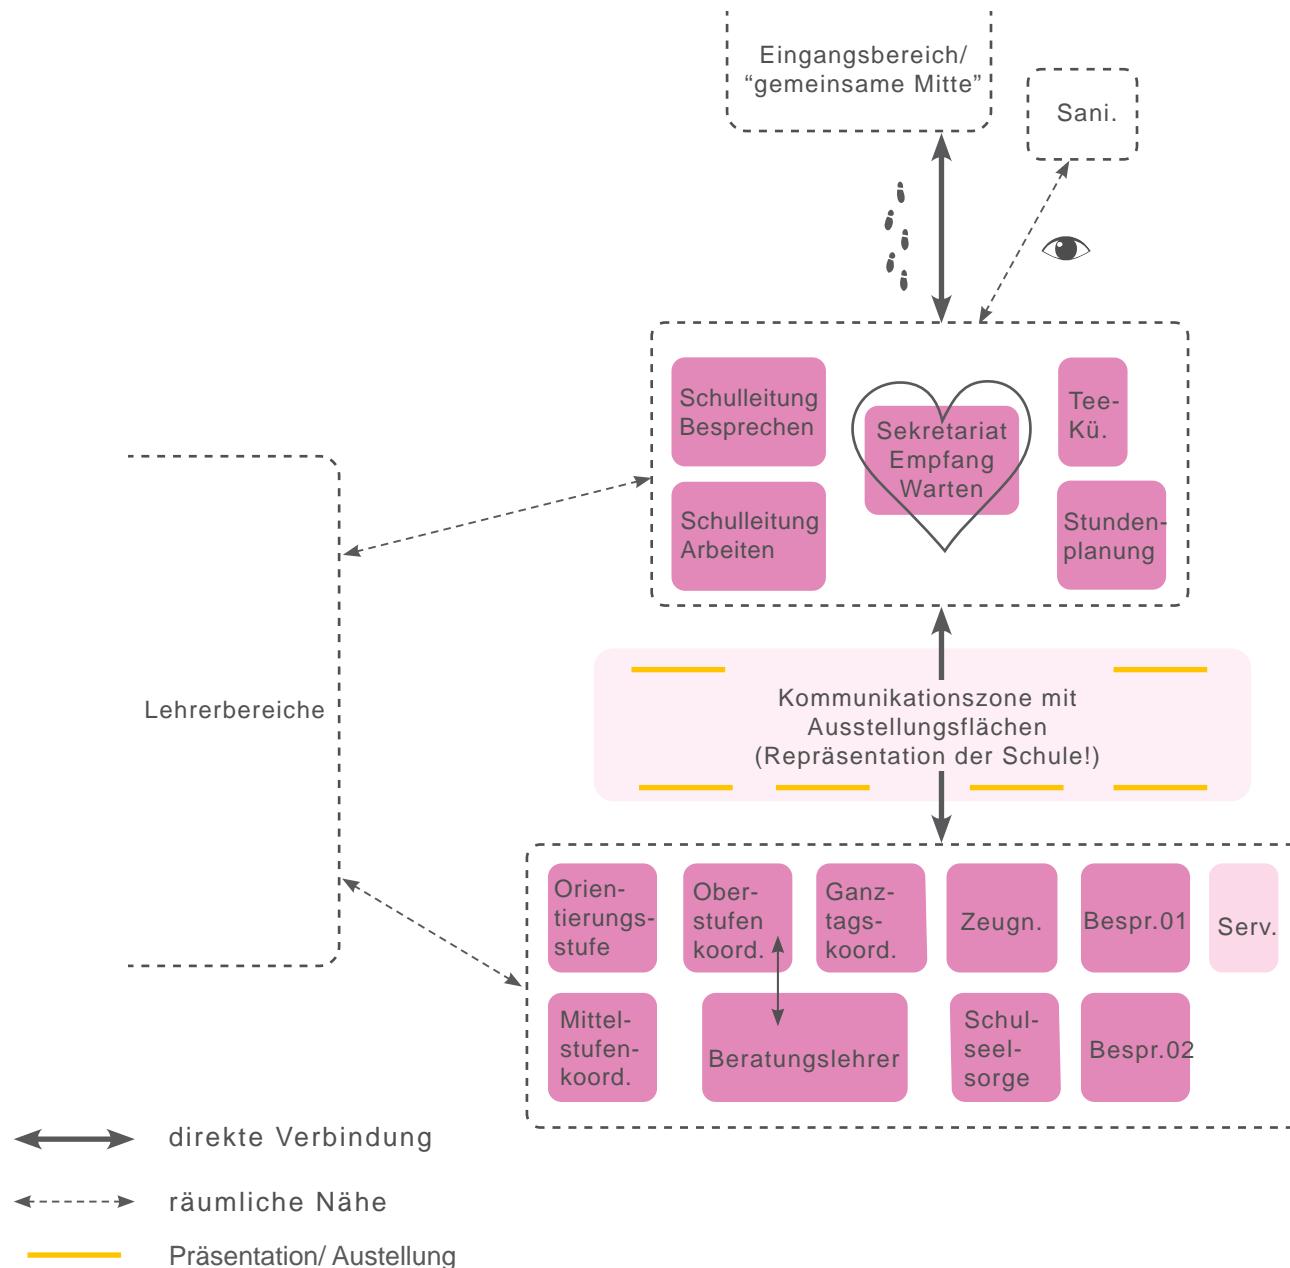 Eingangsbereich/
“gemeinsame Mitte”
Sani.
Schulleitung
Besprechen
Sekretariat
Empfang
Warten
Tee-
Kü.
Schulleitung
Arbeiten
Stunden-
planung
Lehrerbereiche
Kommunikationszone mit
Ausstellungsflächen
(Repräsentation der Schule!)
Orien-
tierungs-
stufe
Ober-
stufen
koord.
Ganz-
tags-
koord.
Zeugn.
Bespr.01
Serv.
Mittel-
stufen-
koord.
Beratungslehrer
Schul-
seel-
sorge
Bespr.02
direkte Verbindung
räumliche Nähe
Präsentation/ Austellung